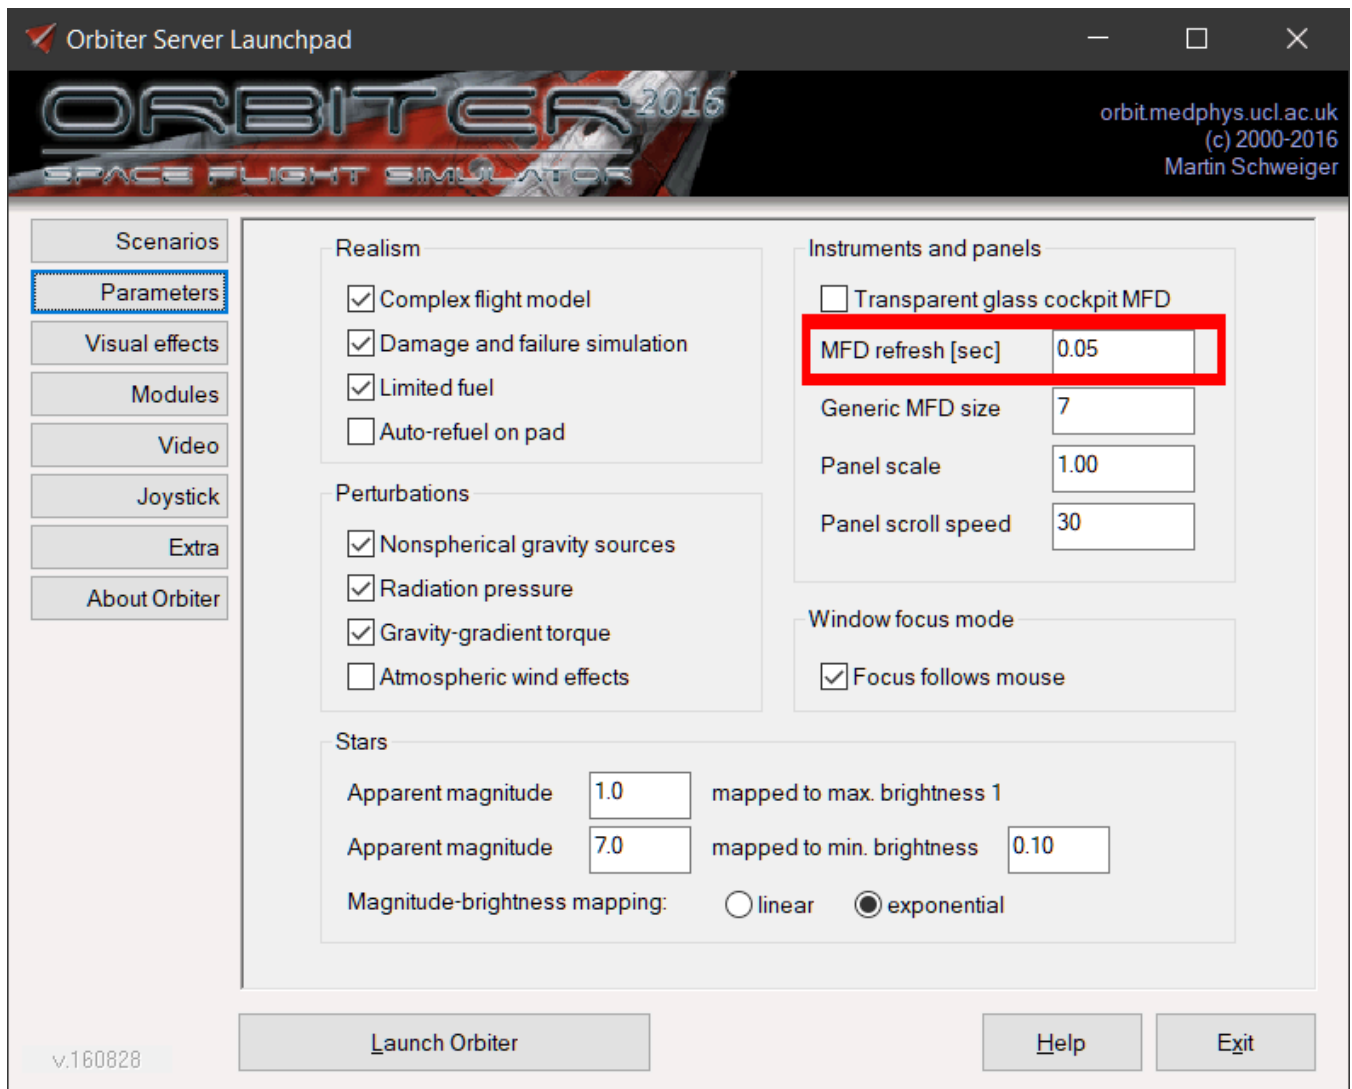 Orbiter Server Launchpad
ORBITER 2016
SPACE FLIGHT SIMULATOR
orbit.medphys.ucl.ac.uk
(c) 2000-2016
Martin Schweiger
Scenarios
Parameters
Visual effects
Modules
Video
Joystick
Extra
About Orbiter
Realism
Complex flight model
Damage and failure simulation
Limited fuel
Auto-refuel on pad
Perturbations
Nonspherical gravity sources
Radiation pressure
Gravity-gradient torque
Atmospheric wind effects
Instruments and panels
Transparent glass cockpit MFD
MFD refresh [sec] 0.05
Generic MFD size 7
Panel scale 1.00
Panel scroll speed 30
Window focus mode
Focus follows mouse
Stars
Apparent magnitude 1.0 mapped to max. brightness 1
Apparent magnitude 7.0 mapped to min. brightness 0.10
Magnitude-brightness mapping: linear exponential
v.160828
Launch Orbiter
Help
Exit